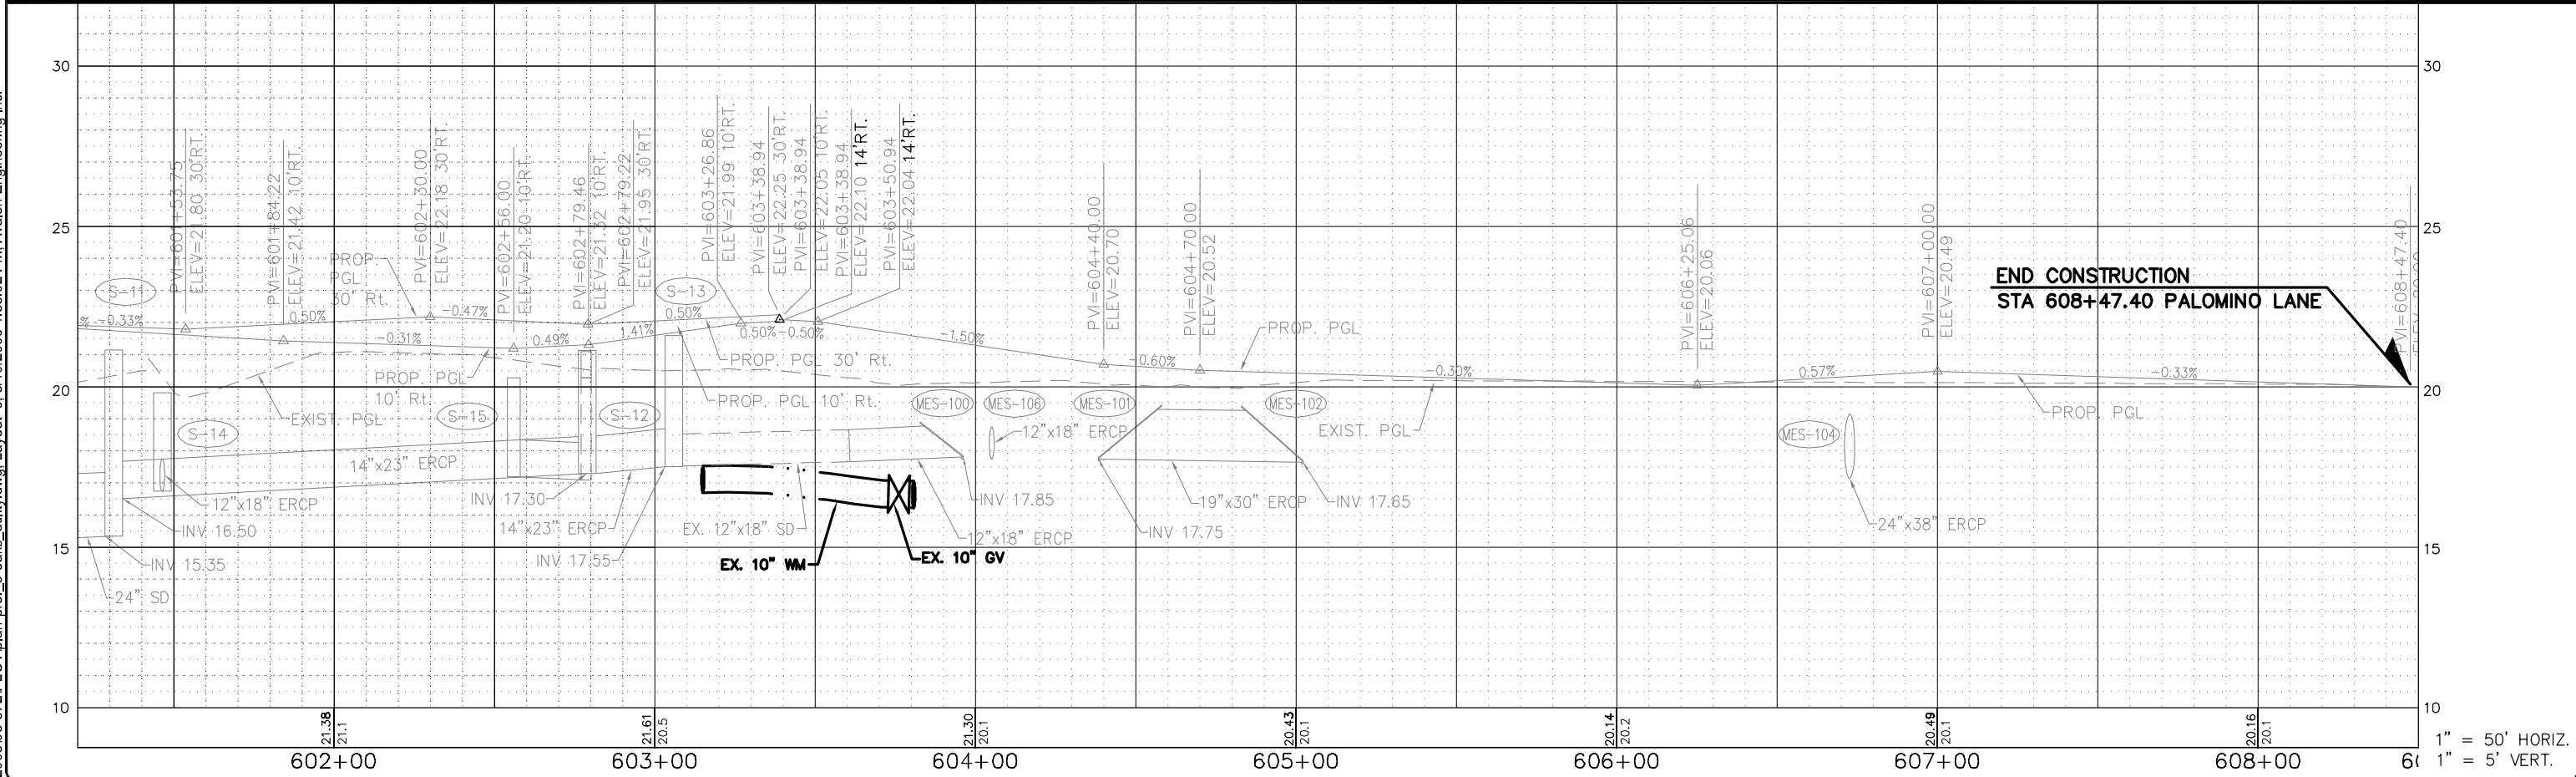 30
30
25
25
20
20
15
15
10
10
PVI=601+53.75
ELEV=21.80 30'RT.
PVI=601+84.22
ELEV=21.42 10'RT.
PVI=602+30.00
ELEV=22.18 30'RT.
PVI=602+56.00
ELEV=21.20 10'RT.
PVI=602+79.46
ELEV=21.32 10'RT.
PVI=602+79.22
ELEV=21.95 30'RT.
PVI=603+26.86
ELEV=21.99 10'RT.
PVI=603+38.94
ELEV=22.25 30'RT.
PVI=603+38.94
ELEV=22.05 10'RT.
PVI=603+38.94
ELEV=22.10 14'RT.
PVI=603+50.94
ELEV=22.04 14'RT.
PVI=604+40.00
ELEV=20.70
PVI=604+70.00
ELEV=20.52
PVI=606+25.06
ELEV=20.06
PVI=607+00.00
ELEV=20.49
PVI=608+47.40
END CONSTRUCTION
STA 608+47.40 PALOMINO LANE
PROP.
PGL
30' Rt.
S-11
S-13
-0.33%
0.50%
-0.47%
0.50%
-0.31%
0.49%
1.41%
0.50%
-0.50%
-1.50%
-0.60%
-0.30%
0.57%
-0.33%
PROP. PGL
PROP. PGL 30' Rt.
PROP. PGL
10' Rt.
PROP. PGL 10' Rt.
EXIST. PGL
EXIST. PGL
PROP. PGL
S-14
S-15
S-12
MES-100
MES-106
MES-101
MES-102
MES-104
12"x18" ERCP
14"x23" ERCP
12"x18" ERCP
INV 16.50
INV 15.35
24" SD
INV 17.30
14"x23" ERCP
INV 17.55
EX. 12"x18" SD
EX. 10" WM
EX. 10" GV
12"x18" ERCP
INV 17.85
19"x30" ERCP
INV 17.65
INV 17.75
24"x38" ERCP
21.38
21.1
21.61
20.5
21.30
20.1
20.43
20.1
20.14
20.2
20.49
20.1
20.16
20.1
602+00
603+00
604+00
605+00
606+00
607+00
608+00
1" = 50' HORIZ.
1" = 5' VERT.